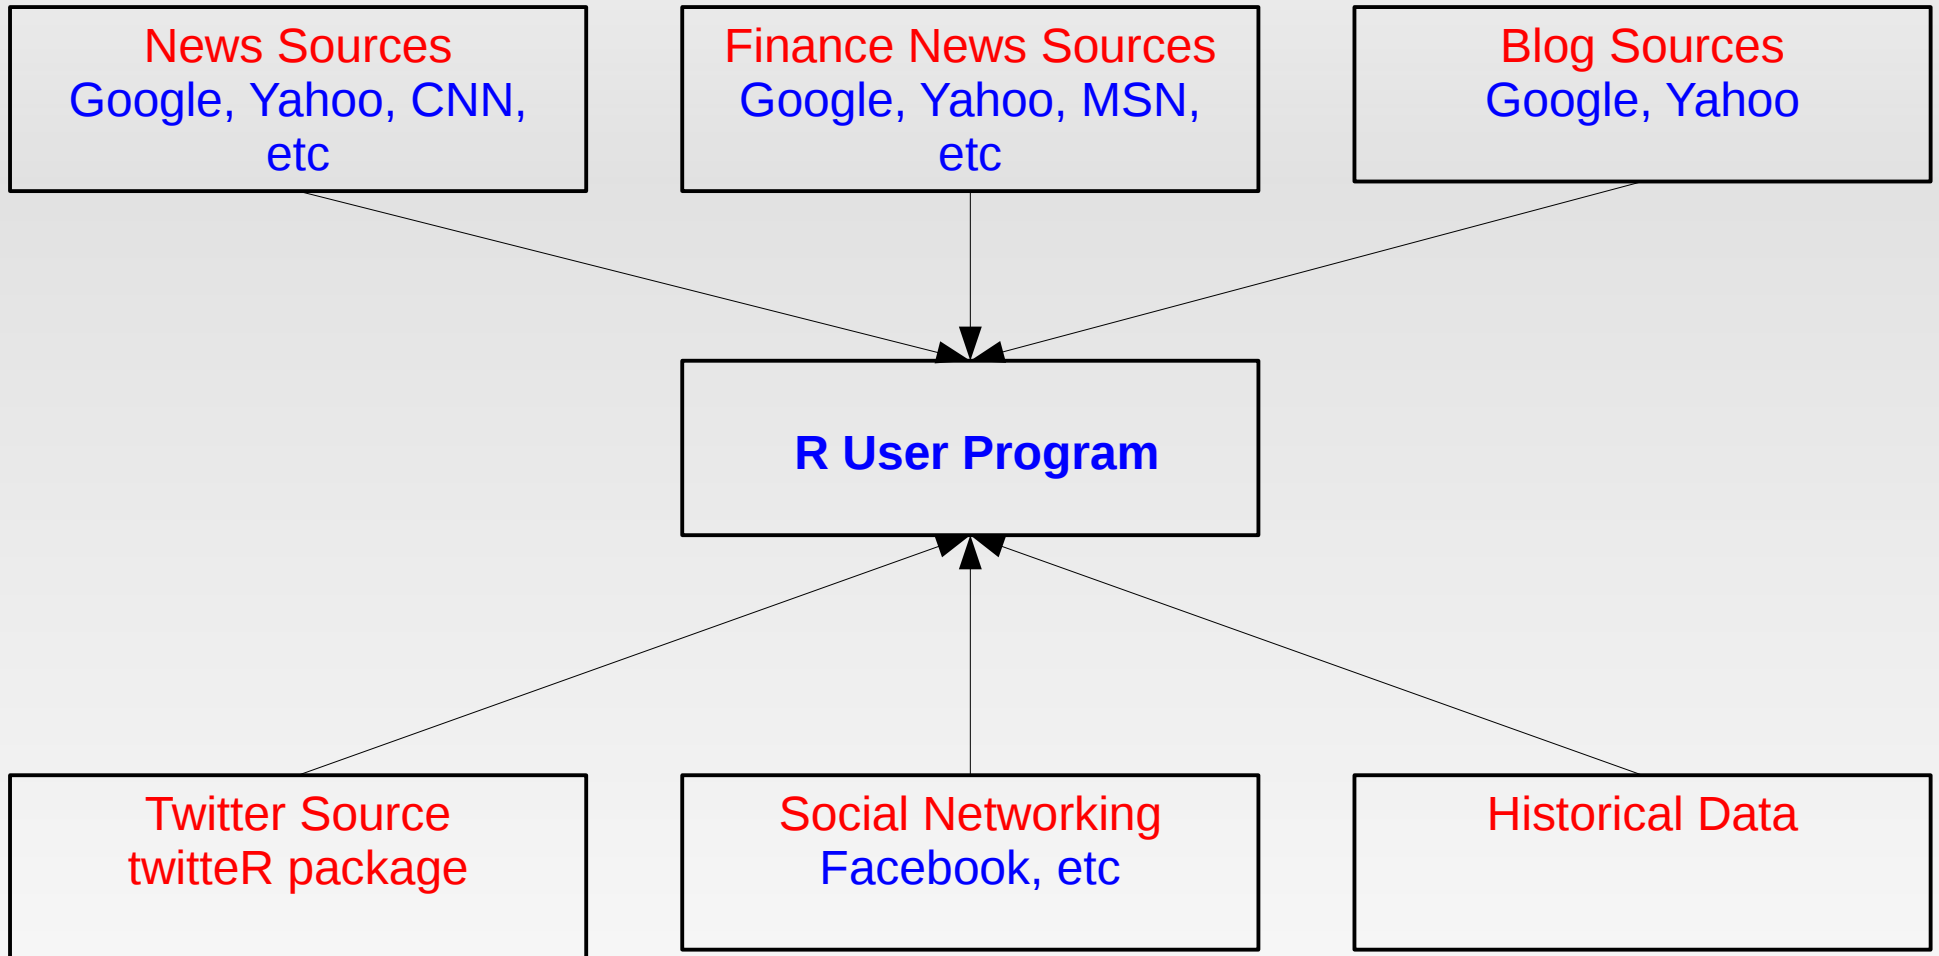 News Sources
Google, Yahoo, CNN,
etc
Finance News Sources
Google, Yahoo, MSN,
etc
Blog Sources
Google, Yahoo
R User Program
Twitter Source
twitteR package
Social Networking
Facebook, etc
Historical Data